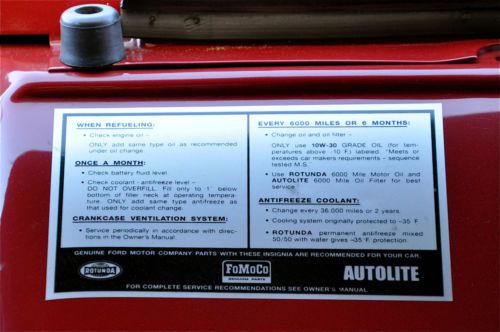 WHEN REFUELING:
• Check engine oil –
ONLY add same type oil as recommended
under oil change.
ONCE A MONTH:
• Check battery fluid level
• Check coolant - antifreeze level –
DO NOT OVERFILL. Fill only to 1" below
bottom of filler neck at operating tempera-
ture. ONLY add same type antifreeze as
that used for coolant change.
CRANKCASE VENTILATION SYSTEM:
• Service periodically in accordance with direc-
tions in the Owner's Manual.
EVERY 6000 MILES OR 6 MONTHS:
• Change oil and oil filter –
ONLY use 10W-30 GRADE OIL (for tem-
peratures above -10 F.) labeled: "Meets or
exceeds car makers requirements – sequence
tested M.S."
• Use ROTUNDA 6000 Mile Motor Oil and
AUTOLITE 6000 Mile Oil Filter for best
service
ANTIFREEZE COOLANT:
• Change every 36,000 miles or 2 years.
• Cooling system originally protected to –35 F.
• ROTUNDA permanent antifreeze mixed
50/50 with water gives –35 F. protection.
GENUINE FORD MOTOR COMPANY PARTS WITH THESE INSIGNIA ARE RECOMMENDED FOR YOUR CAR.
ROTUNDA
FoMoCo
GENUINE PARTS
AUTOLITE
FOR COMPLETE SERVICE RECOMMENDATIONS SEE OWNER'S MANUAL